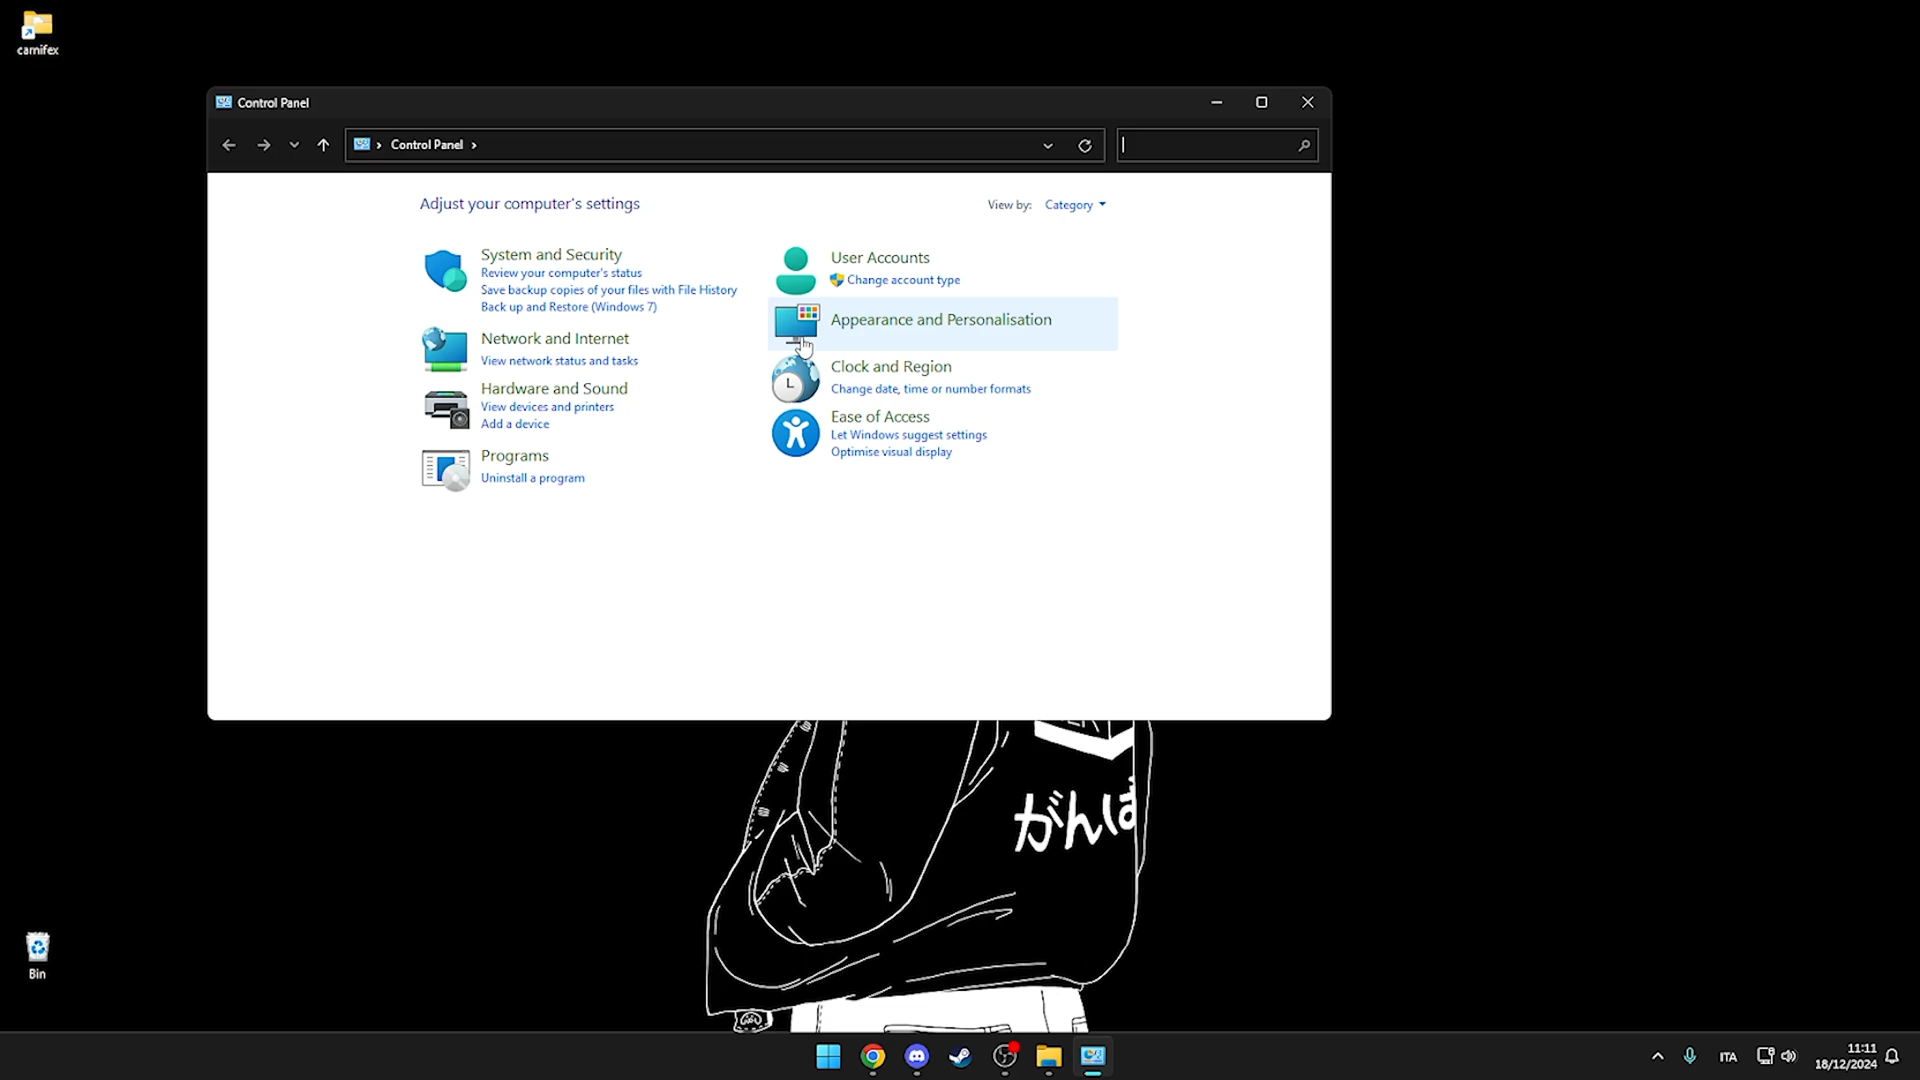 carnifex
Control Panel
Control Panel
Adjust your computer's settings
View by: Category
System and Security
Review your computer's status
Save backup copies of your files with File History
Back up and Restore (Windows 7)
Network and Internet
View network status and tasks
Hardware and Sound
View devices and printers
Add a device
Programs
Uninstall a program
User Accounts
Change account type
Appearance and Personalisation
Clock and Region
Change date, time or number formats
Ease of Access
Let Windows suggest settings
Optimise visual display
がんば
Bin
ITA
11:11
18/12/2024